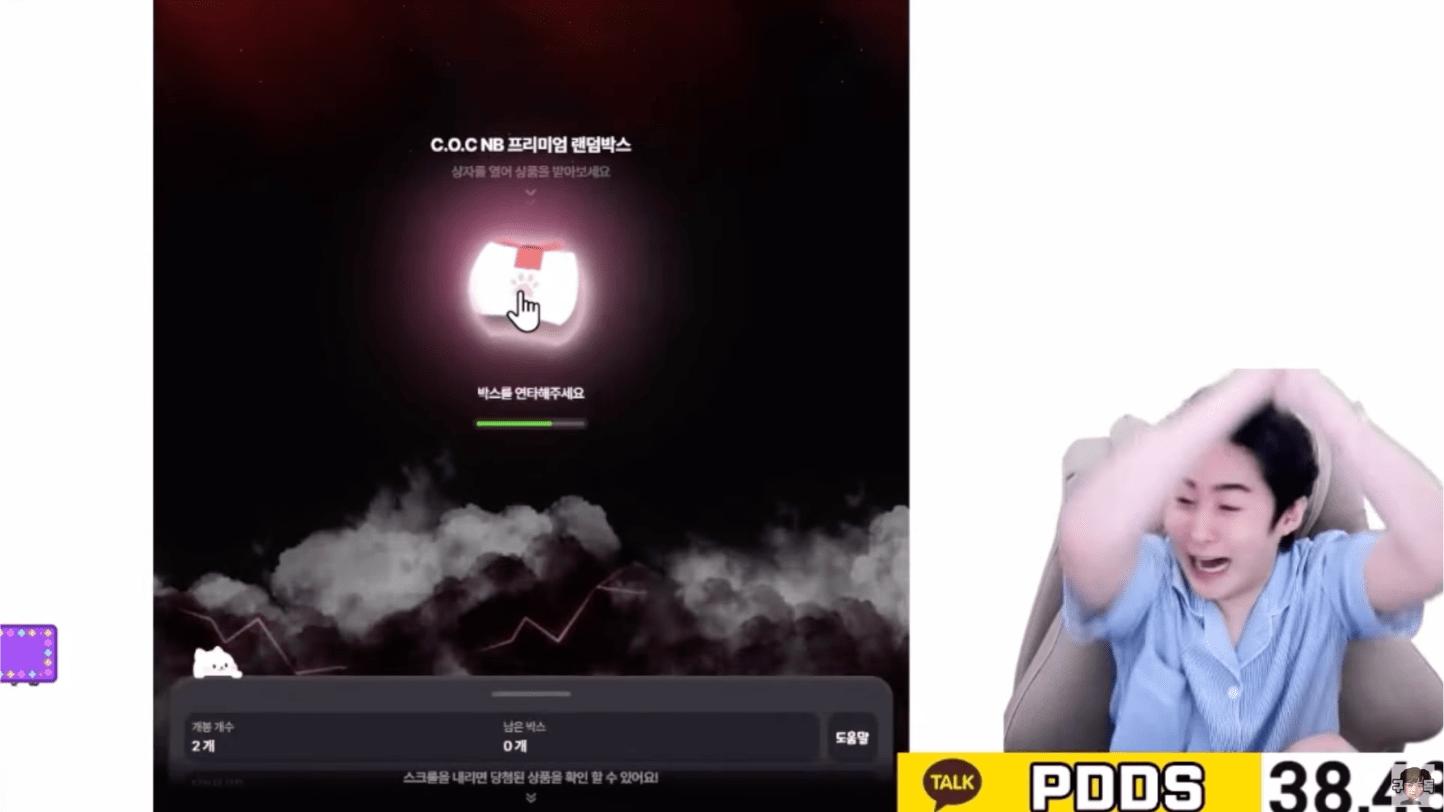 C.O.C NB 프리미엄 랜덤박스
상자를 열어 상품을 받아보세요
박스를 연타해주세요
개봉 개수
남은 박스
2 개
0 개
도움말
스크롤을 내리면 당첨된 상품을 확인 할 수 있어요!
TALK
PDDS
38.4